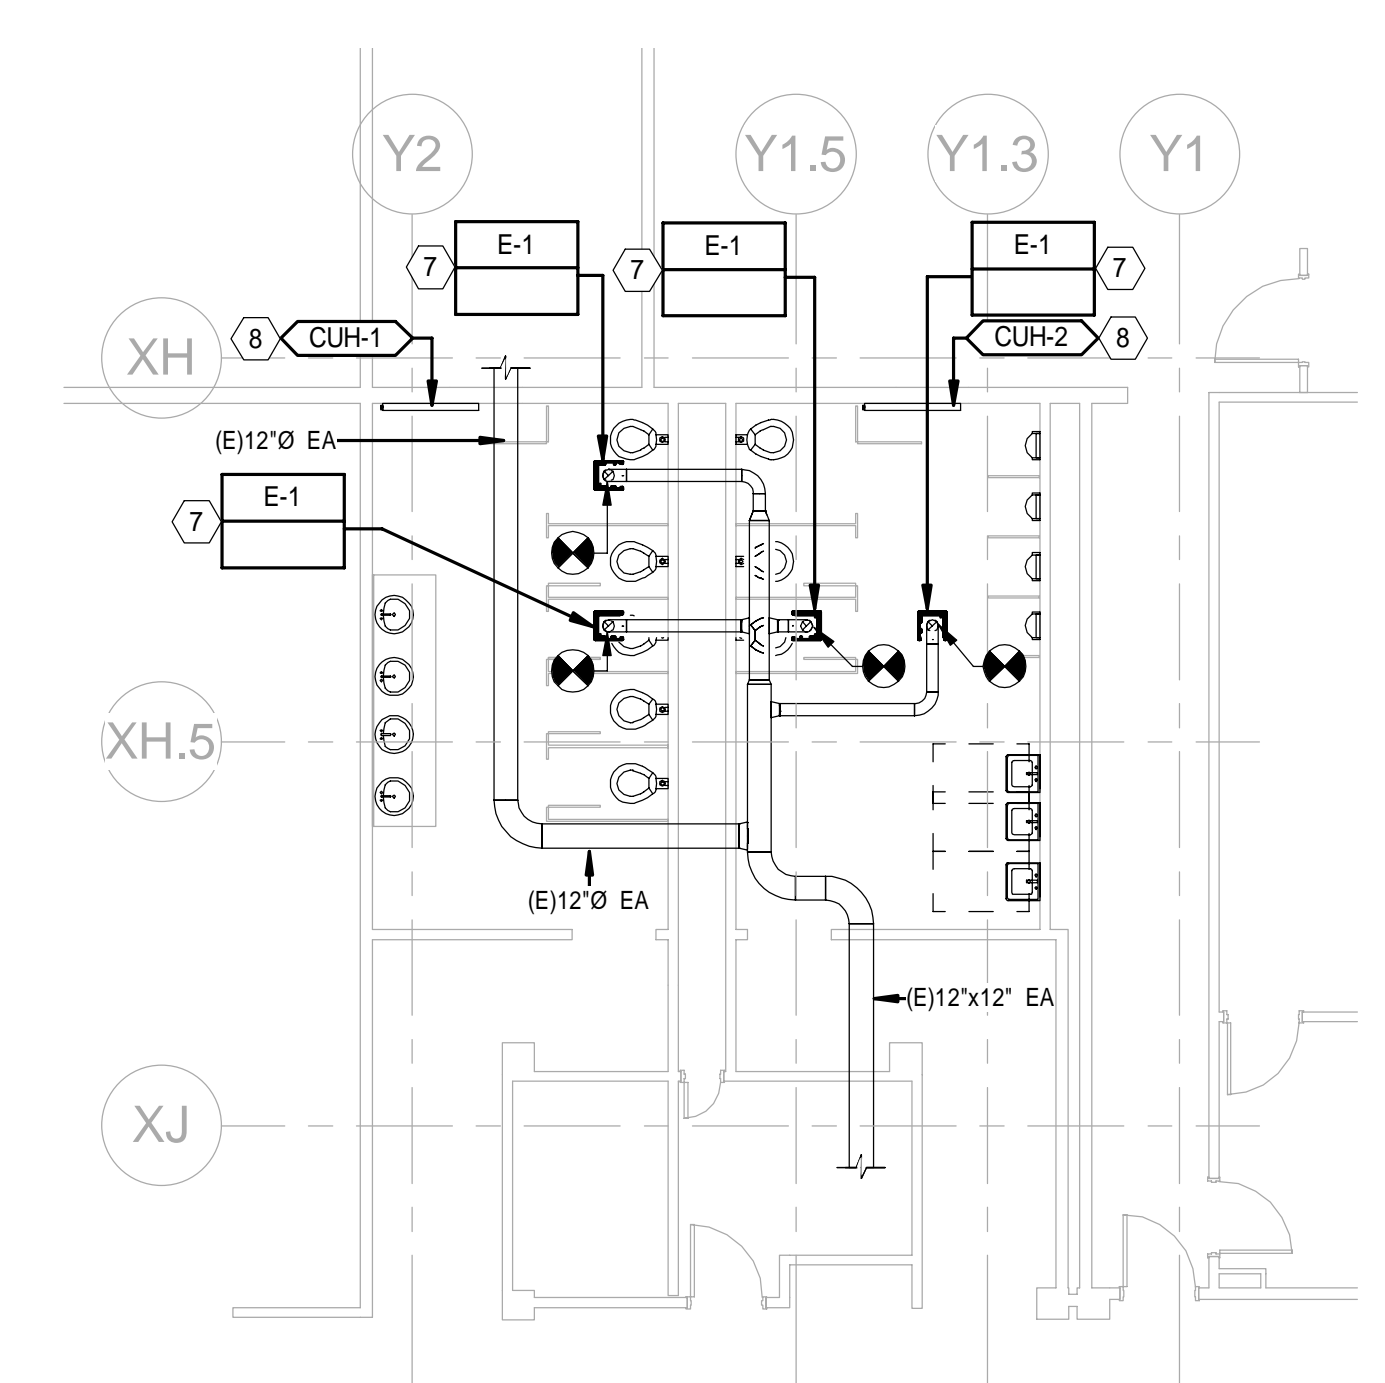 Y2
Y1.5
Y1.3
Y1
E-1
E-1
E-1
7
7
7
XH
8
CUH-1
CUH-2
8
(E)12"Ø EA
E-1
7
XH.5
(E)12"Ø EA
(E)12"x12" EA
XJ